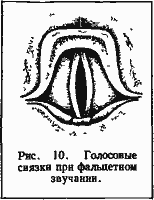 Рис. 10. Голосовые
связки при фальцетном
звучании.